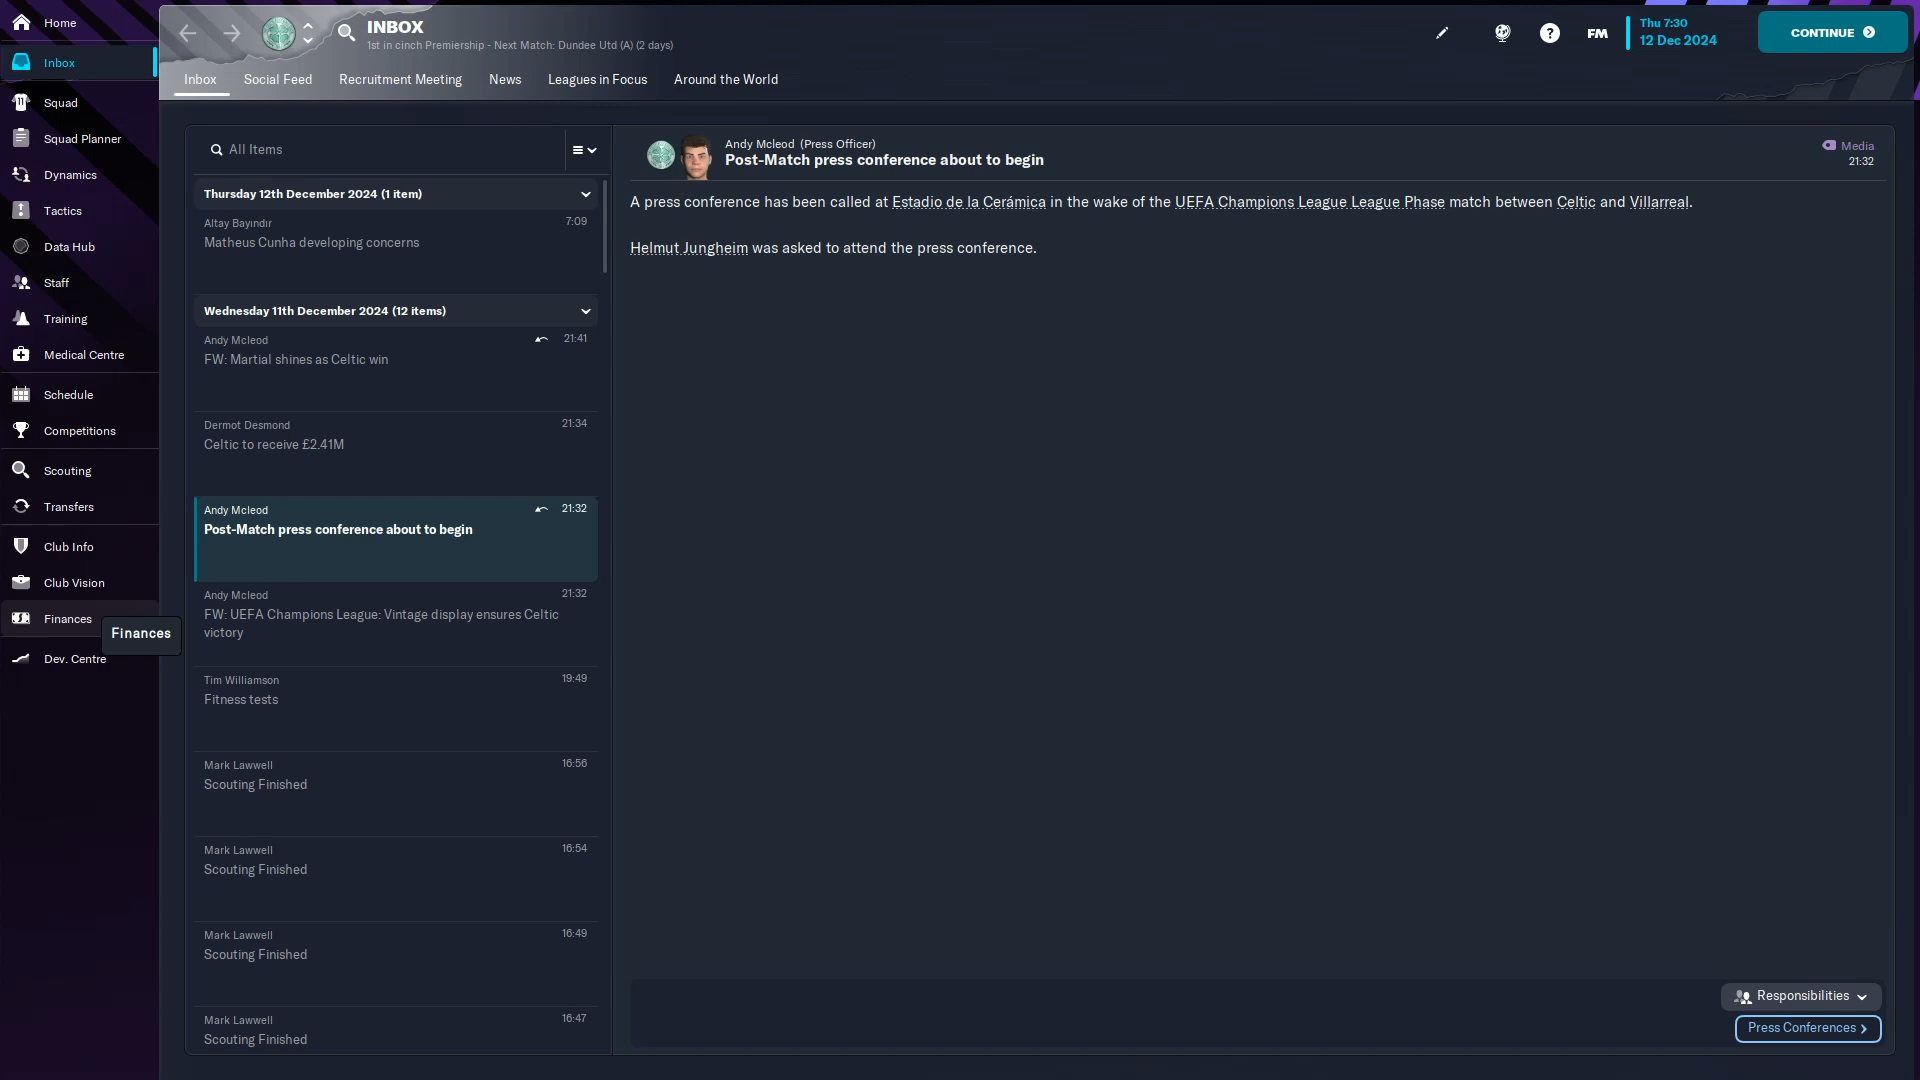 Home
Inbox
Squad
Squad Planner
Dynamics
Tactics
Data Hub
Staff
Training
Medical Centre
Schedule
Competitions
Scouting
Transfers
Club Info
Club Vision
Finances
Finances
Dev. Centre
INBOX
1st in cinch Premiership - Next Match: Dundee Utd (A) (2 days)
?
FM
Thu 7:30
12 Dec 2024
CONTINUE
Inbox Social Feed Recruitment Meeting News Leagues in Focus Around the World
All Items
Thursday 12th December 2024 (1 item)
Altay Bayındır 7:09
Matheus Cunha developing concerns
Wednesday 11th December 2024 (12 items)
Andy Mcleod 21:41
FW: Martial shines as Celtic win
Dermot Desmond 21:34
Celtic to receive £2.41M
Andy Mcleod 21:32
Post-Match press conference about to begin
Andy Mcleod 21:32
FW: UEFA Champions League: Vintage display ensures Celtic
victory
Tim Williamson 19:49
Fitness tests
Mark Lawwell 16:56
Scouting Finished
Mark Lawwell 16:54
Scouting Finished
Mark Lawwell 16:49
Scouting Finished
Mark Lawwell 16:47
Scouting Finished
Andy Mcleod (Press Officer)
Post-Match press conference about to begin
Media
21:32
A press conference has been called at Estadio de la Cerámica in the wake of the UEFA Champions League League Phase match between Celtic and Villarreal.
Helmut Jungheim was asked to attend the press conference.
Responsibilities
Press Conferences